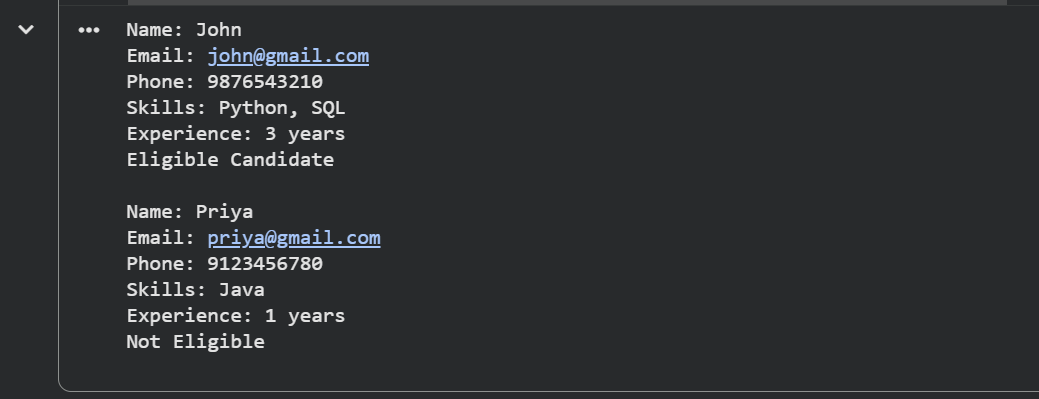 Name: John
Email: john@gmail.com
Phone: 9876543210
Skills: Python, SQL
Experience: 3 years
Eligible Candidate

Name: Priya
Email: priya@gmail.com
Phone: 9123456780
Skills: Java
Experience: 1 years
Not Eligible